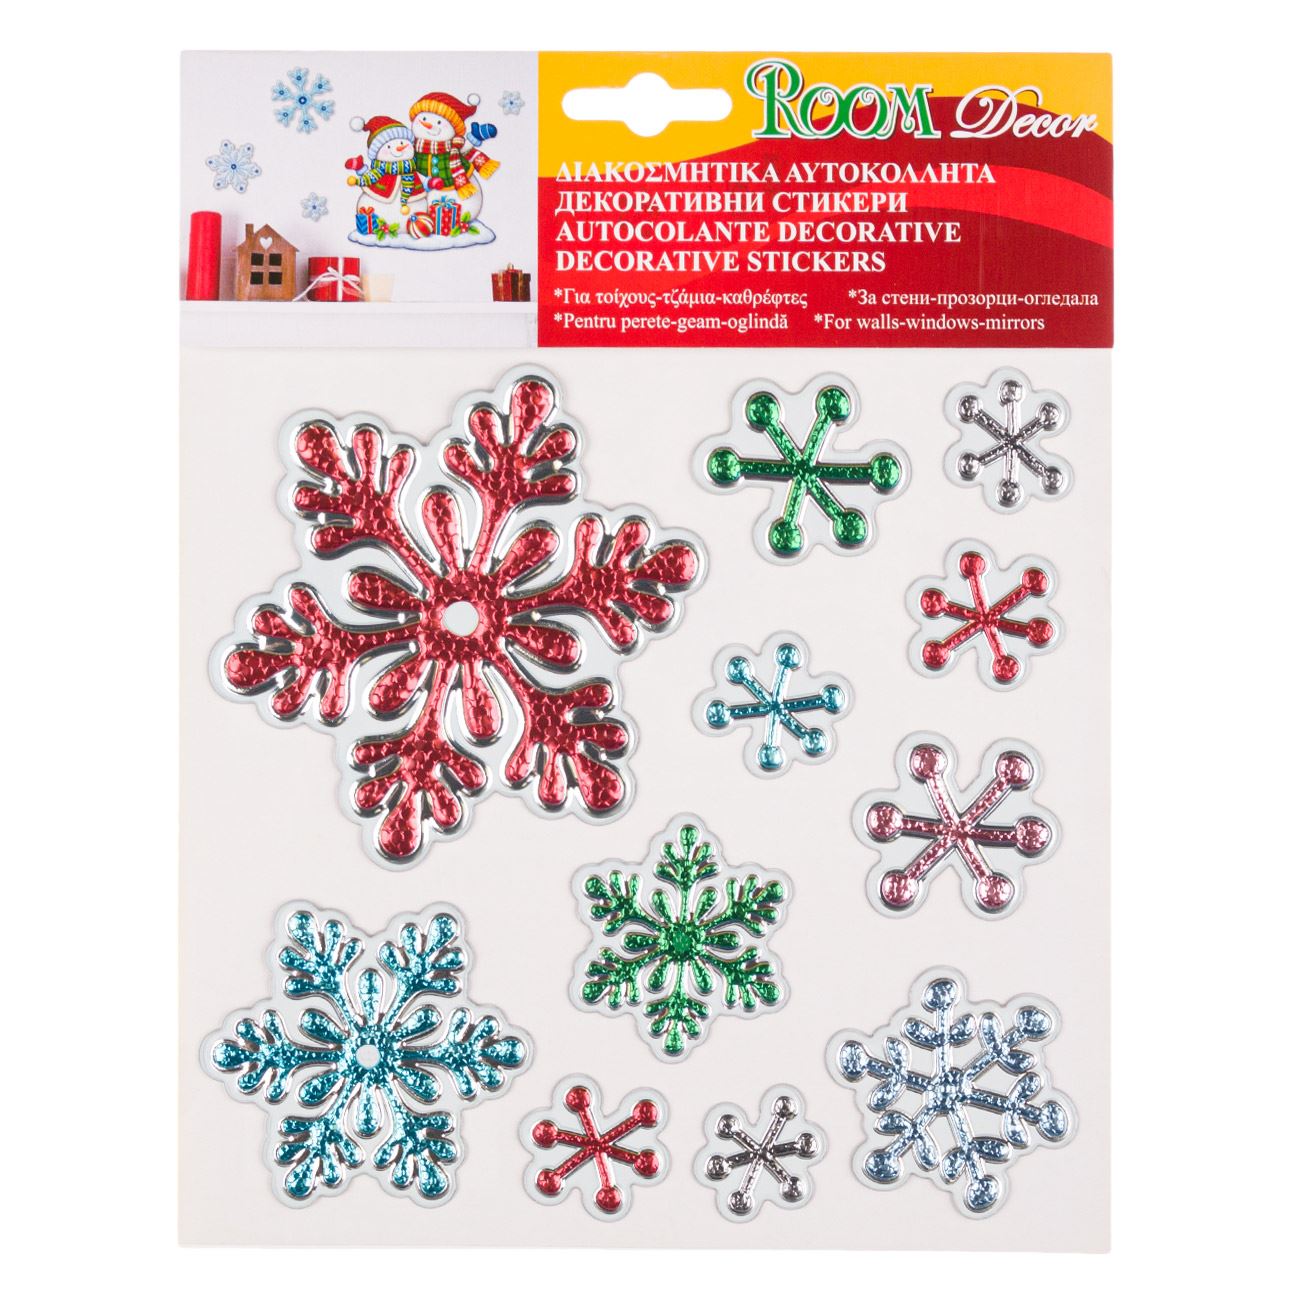 ROOM Decor
ΔΙΑΚΟΣΜΗΤΙΚΑ ΑΥΤΟΚΟΛΛΗΤΑ
ДЕКОРАТИВНИ СТИКЕРИ
AUTOCOLANTE DECORATIVE
DECORATIVE STICKERS
*Για τοίχους-τζάμια-καθρέφτες *За стени-прозорци-огледала
*Pentru perete-geam-oglindă *For walls-windows-mirrors